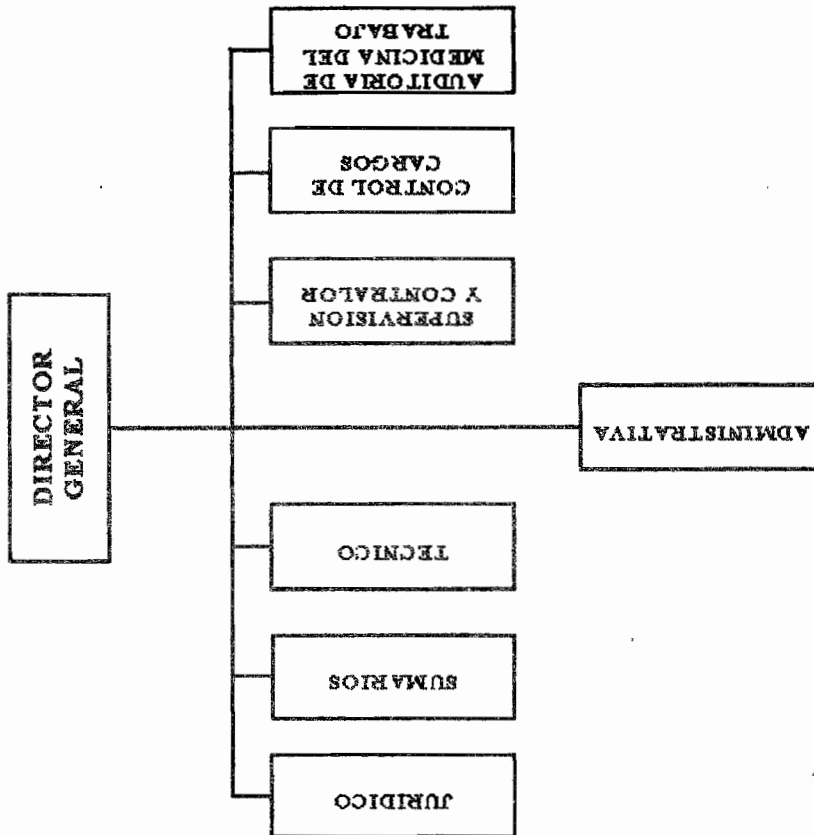 DIRECTOR
GENERAL
JURIDICO
SUMARIOS
TECNICO
SUPERVISION
Y CONTRALOR
CONTROL DE
CARGOS
AUDITORIA DE
MEDICINA DEL
TRABAJO
ADMINISTRATIVA